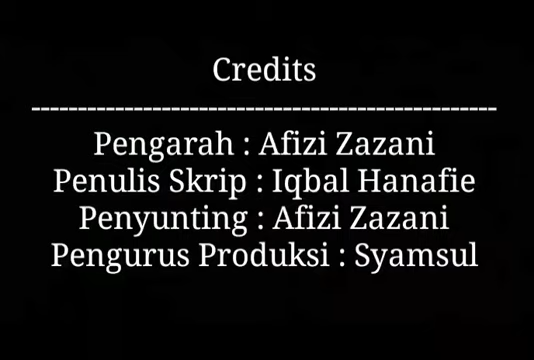 Credits
--------------------------------------------------
Pengarah : Afizi Zazani
Penulis Skrip : Iqbal Hanafie
Penyunting : Afizi Zazani
Pengurus Produksi : Syamsul